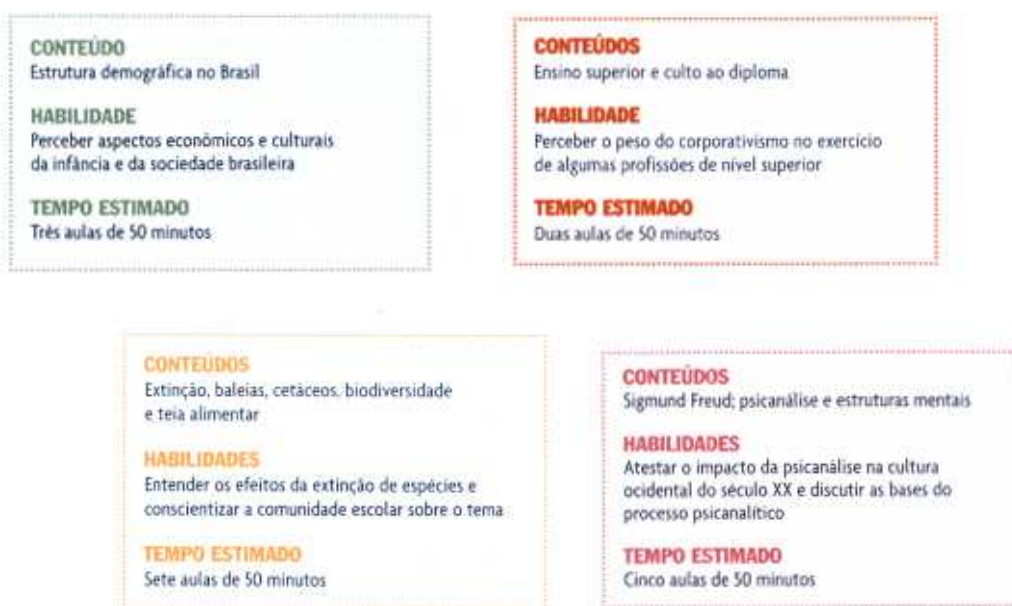 CONTEÚDO
Estrutura demográfica no Brasil
HABILIDADE
Perceber aspectos econômicos e culturais
da infância e da sociedade brasileira
TEMPO ESTIMADO
Três aulas de 50 minutos
CONTEÚDOS
Ensino superior e culto ao diploma
HABILIDADE
Perceber o peso do corporativismo no exercício
de algumas profissões de nível superior
TEMPO ESTIMADO
Duas aulas de 50 minutos
CONTEÚDOS
Extinção, baleias, cetáceos, biodiversidade
e teia alimentar
HABILIDADES
Entender os efeitos da extinção de espécies e
conscientizar a comunidade escolar sobre o tema
TEMPO ESTIMADO
Sete aulas de 50 minutos
CONTEÚDOS
Sigmund Freud; psicanálise e estruturas mentais
HABILIDADES
Atestar o impacto da psicanálise na cultura
ocidental do século XX e discutir as bases do
processo psicanalítico
TEMPO ESTIMADO
Cinco aulas de 50 minutos